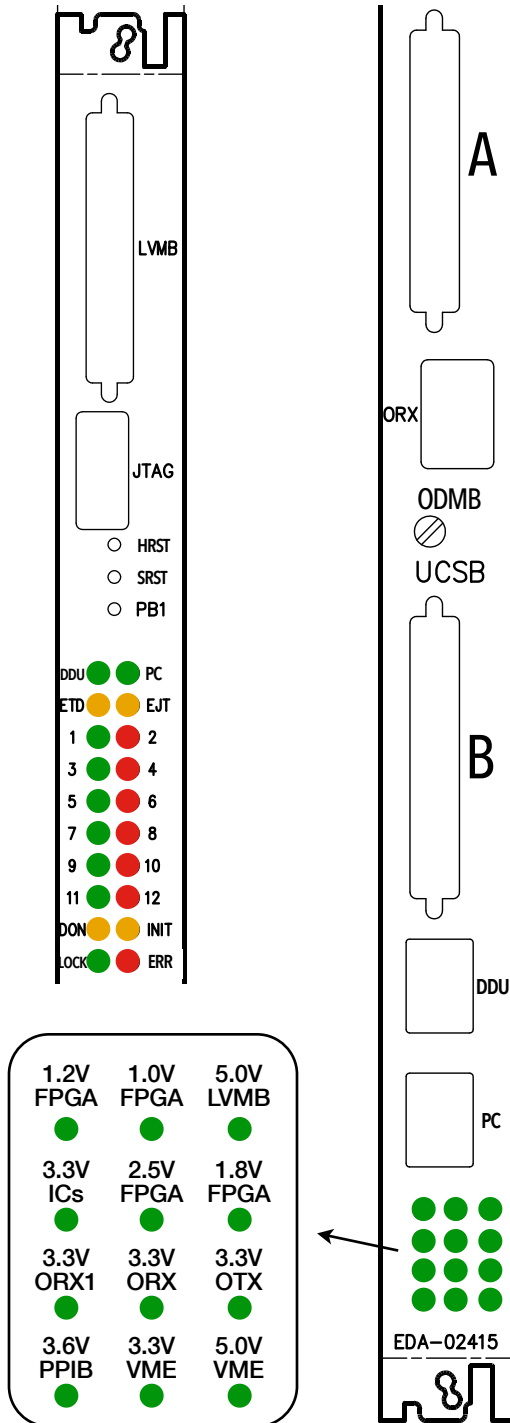 LVMB
JTAG
HRST
SRST
PB1
DDU PC
ETD EJT
1 2
3 4
5 6
7 8
9 10
11 12
DON INIT
LOCK ERR
A
ORX
ODMB
UCSB
B
DDU
PC
EDA-02415
1.2V 1.0V 5.0V
FPGA FPGA LVMB
3.3V 2.5V 1.8V
ICs FPGA FPGA
3.3V 3.3V 3.3V
ORX1 ORX OTX
3.6V 3.3V 5.0V
PPIB VME VME